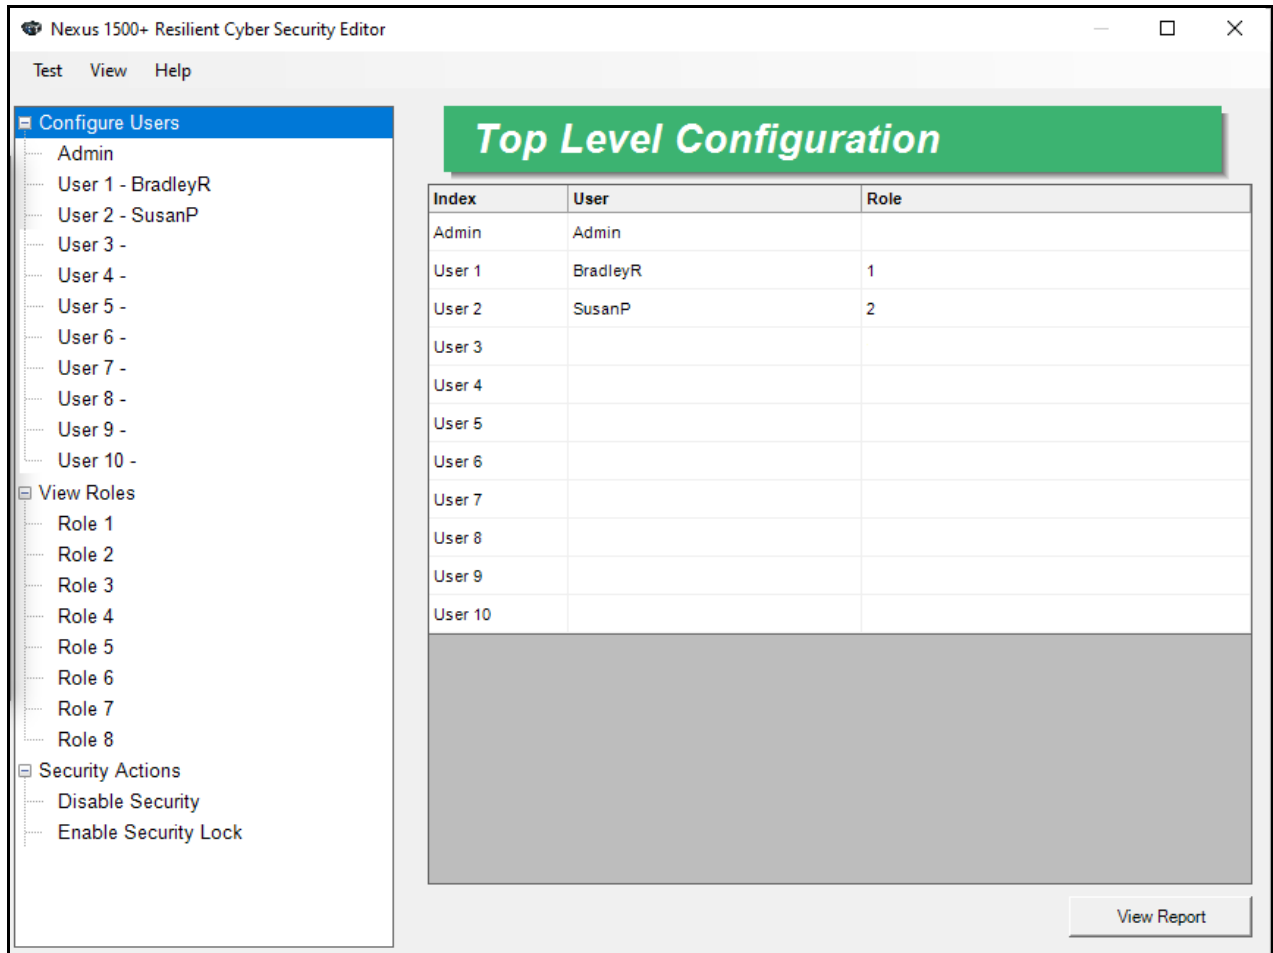 Nexus 1500+ Resilient Cyber Security Editor
Test View Help
Configure Users
Admin
User 1 - BradleyR
User 2 - SusanP
User 3 -
User 4 -
User 5 -
User 6 -
User 7 -
User 8 -
User 9 -
User 10 -
View Roles
Role 1
Role 2
Role 3
Role 4
Role 5
Role 6
Role 7
Role 8
Security Actions
Disable Security
Enable Security Lock
Top Level Configuration
Index User Role
Admin Admin
User 1 BradleyR 1
User 2 SusanP 2
User 3
User 4
User 5
User 6
User 7
User 8
User 9
User 10
View Report